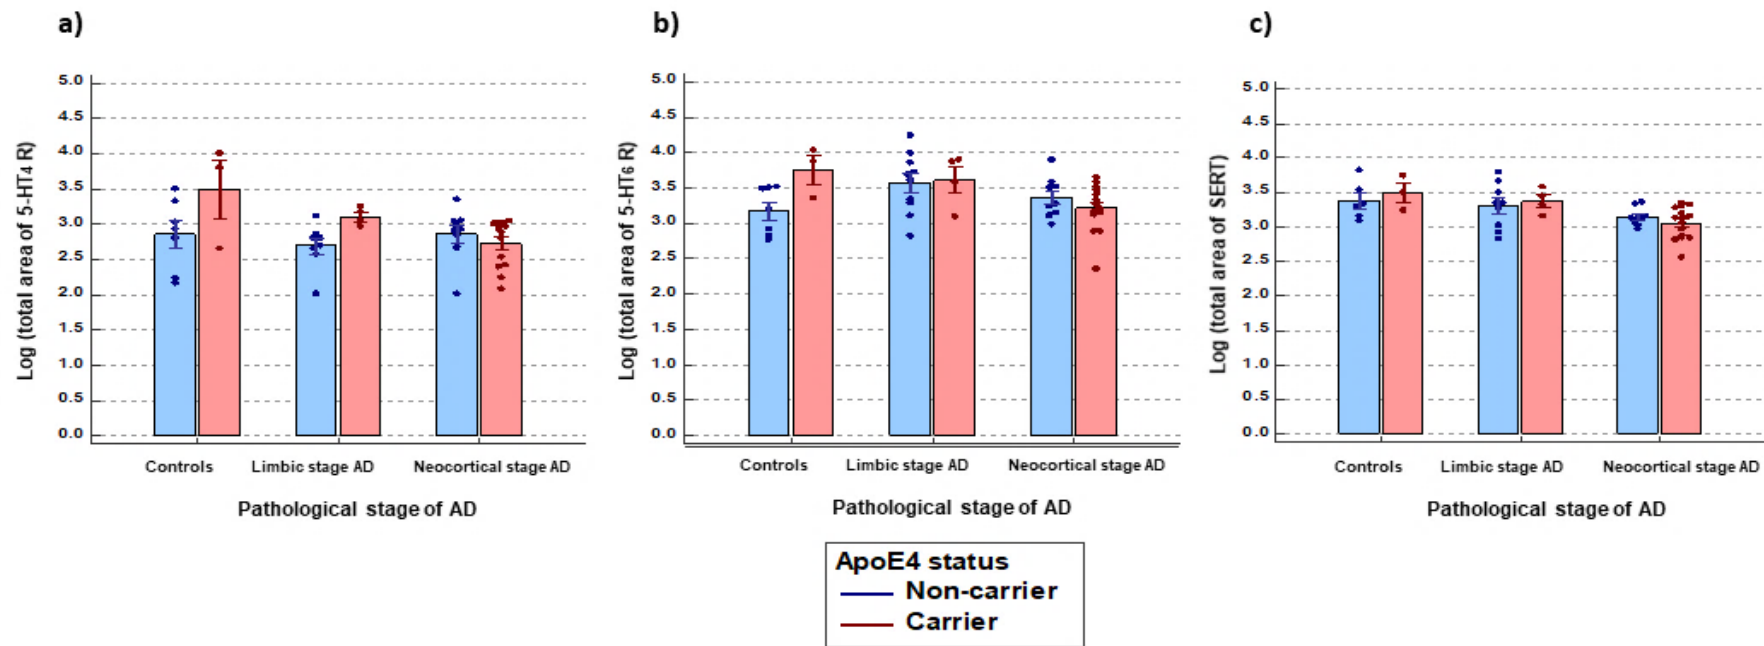 a)
5.0
4.5
4.0
3.5
3.0
2.5
2.0
1.5
1.0
0.5
0.0
Log (total area of 5-HT4 R)
Controls Limbic stage AD Neocortical stage AD
Pathological stage of AD
b)
5.0
4.5
4.0
3.5
3.0
2.5
2.0
1.5
1.0
0.5
0.0
Log (total area of 5-HT6 R)
Controls Limbic stage AD Neocortical stage AD
Pathological stage of AD
c)
5.0
4.5
4.0
3.5
3.0
2.5
2.0
1.5
1.0
0.5
0.0
Log (total area of SERT)
Controls Limbic stage AD Neocortical stage AD
Pathological stage of AD
ApoE4 status
Non-carrier
Carrier